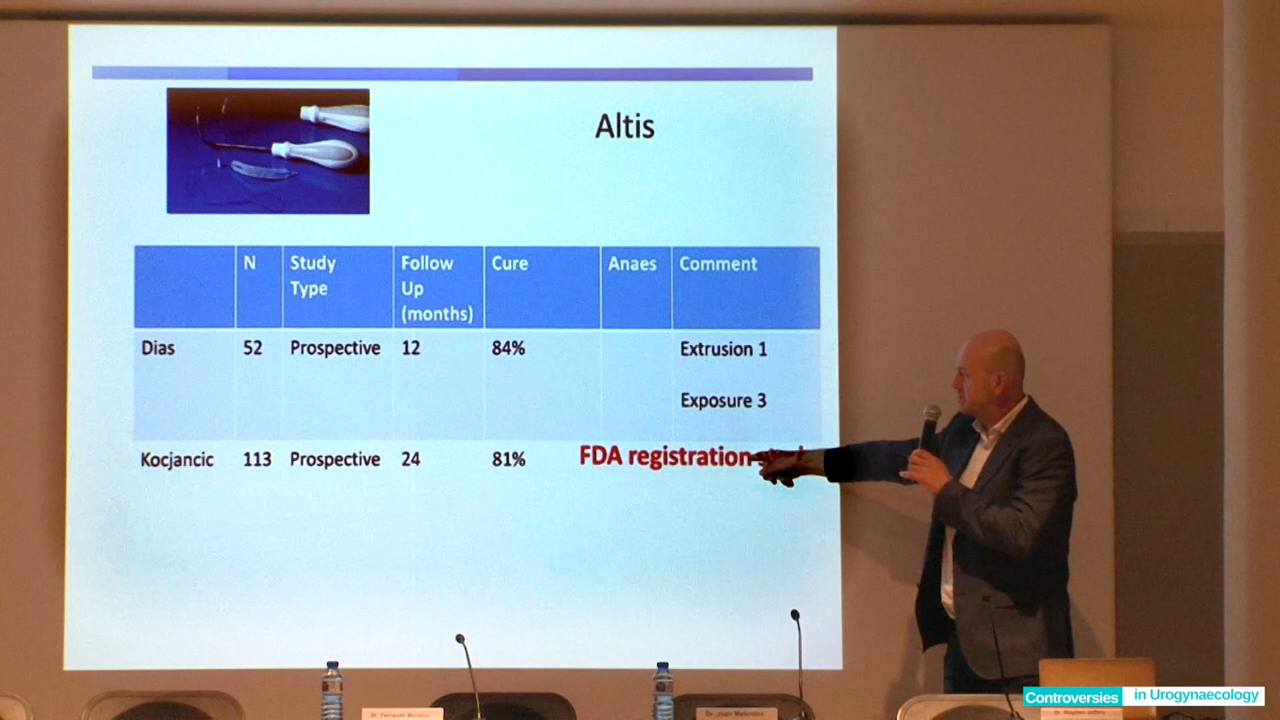 Altis
N Study Type Follow Up (months) Cure Anaes Comment
Dias 52 Prospective 12 84% Extrusion 1
Exposure 3
Kocjancic 113 Prospective 24 81% FDA registration
Controversies in Urogynaecology